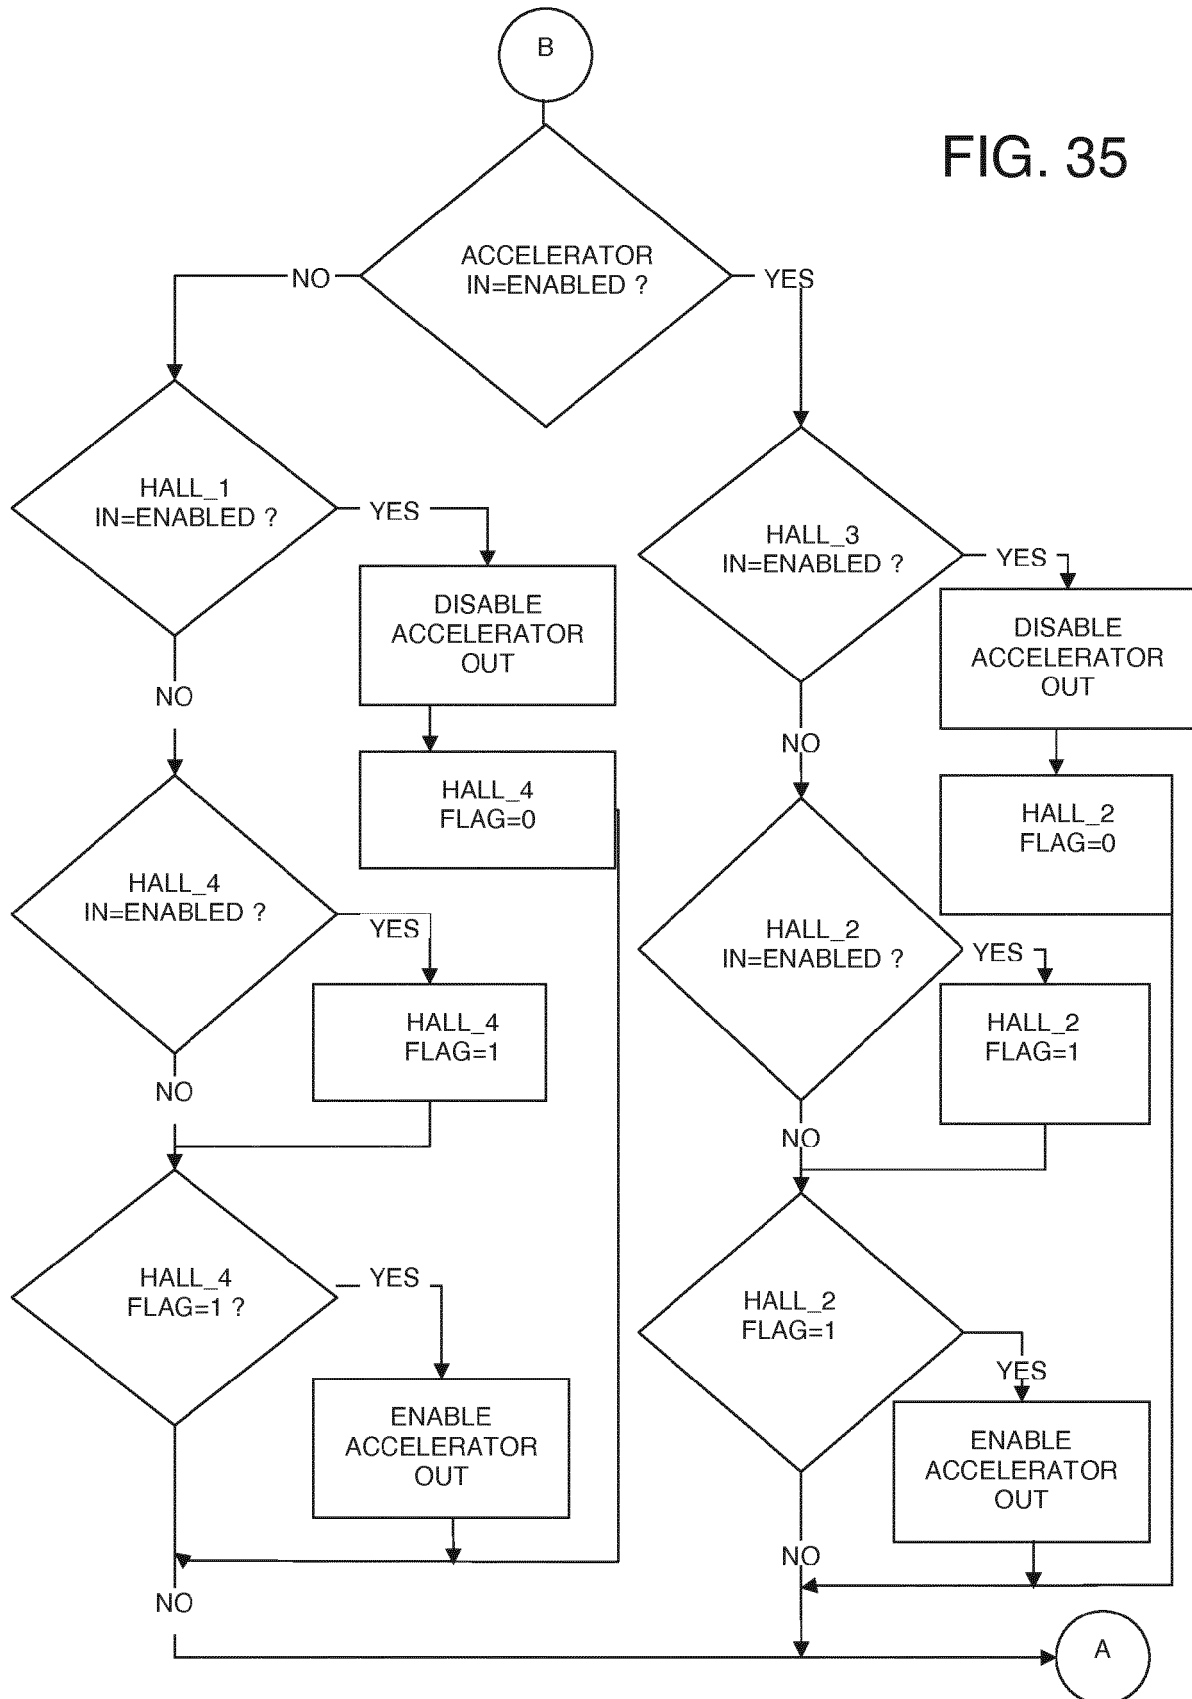 B
FIG. 35
ACCELERATOR
IN=ENABLED ?
NO
YES
HALL_1
IN=ENABLED ?
YES
NO
DISABLE
ACCELERATOR
OUT
HALL_4
FLAG=0
HALL_4
IN=ENABLED ?
YES
NO
HALL_4
FLAG=1
HALL_4
FLAG=1 ?
YES
ENABLE
ACCELERATOR
OUT
NO
HALL_3
IN=ENABLED ?
YES
NO
DISABLE
ACCELERATOR
OUT
HALL_2
FLAG=0
HALL_2
IN=ENABLED ?
YES
NO
HALL_2
FLAG=1
HALL_2
FLAG=1
YES
ENABLE
ACCELERATOR
OUT
NO
A